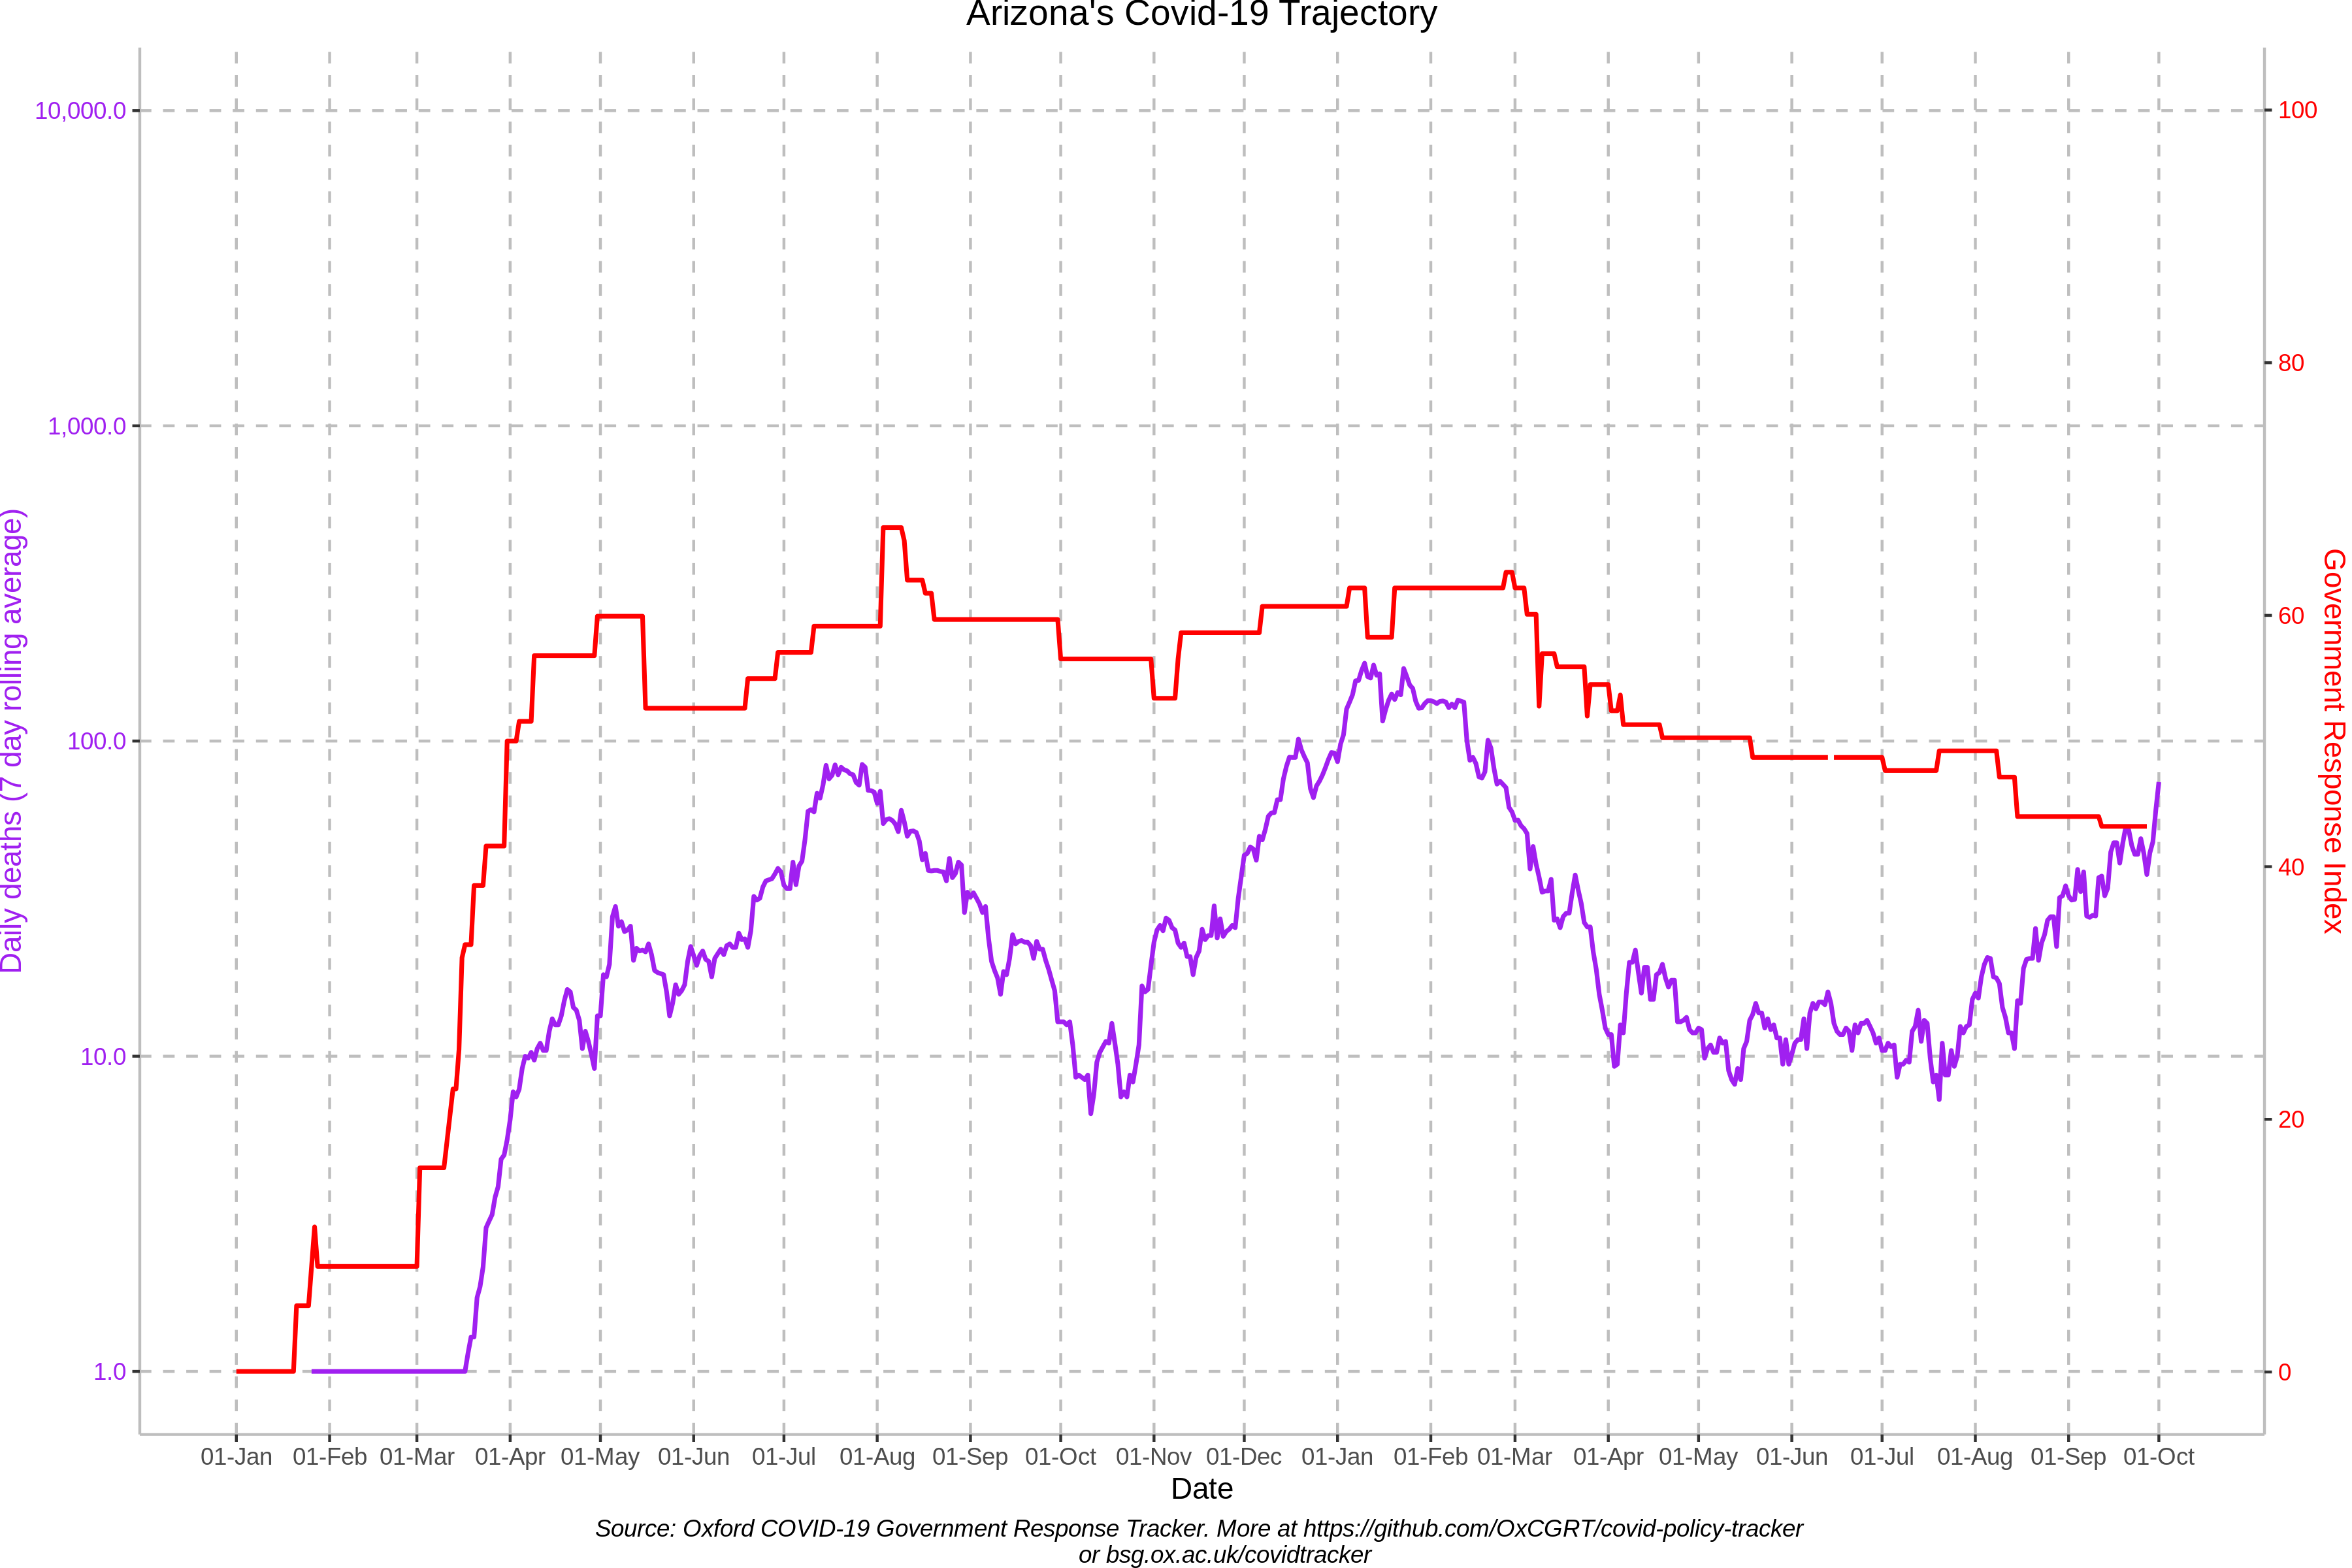 Arizona's Covid-19 Trajectory
10,000.0
1,000.0
100.0
10.0
1.0
Daily deaths (7 day rolling average)
100
80
60
40
20
0
Government Response Index
01-Jan 01-Feb 01-Mar 01-Apr 01-May 01-Jun 01-Jul 01-Aug 01-Sep 01-Oct 01-Nov 01-Dec 01-Jan 01-Feb 01-Mar 01-Apr 01-May 01-Jun 01-Jul 01-Aug 01-Sep 01-Oct
Date
Source: Oxford COVID-19 Government Response Tracker. More at https://github.com/OxCGRT/covid-policy-tracker
or bsg.ox.ac.uk/covidtracker